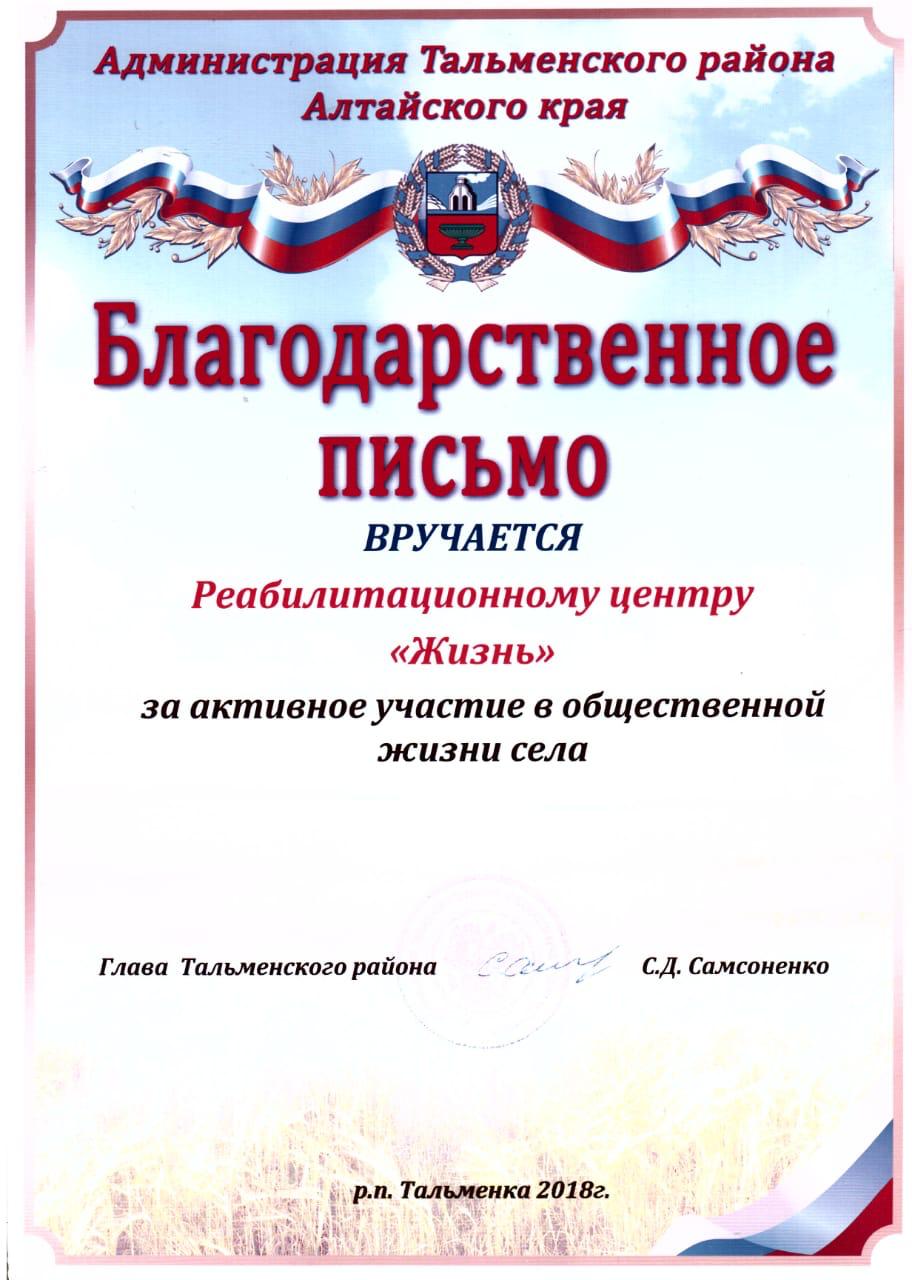 Администрация Тальменского района
Алтайского края
Благодарственное
письмо
ВРУЧАЕТСЯ
Реабилитационному центру
«Жизнь»
за активное участие в общественной
жизни села
Глава Тальменского района С.Д. Самсоненко
р.п. Тальменка 2018г.